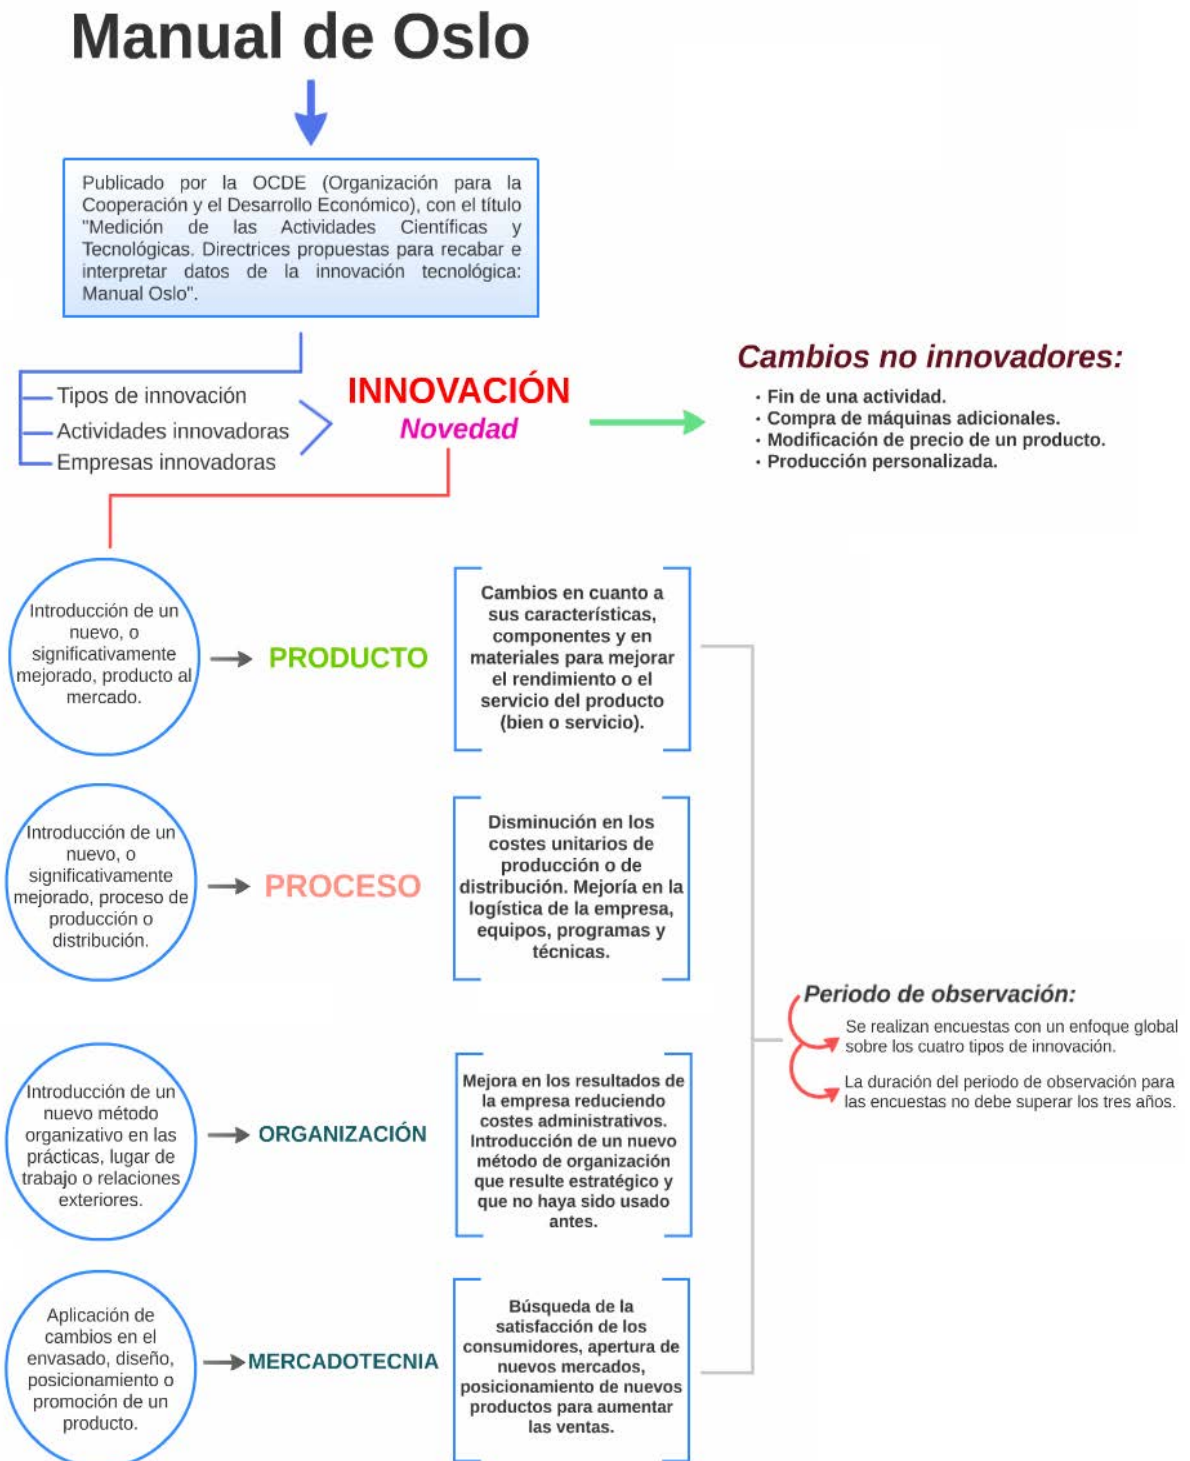 Manual de Oslo
Publicado por la OCDE (Organización para la
Cooperación y el Desarrollo Económico), con el título
"Medición de las Actividades Científicas y
Tecnológicas. Directrices propuestas para recabar e
interpretar datos de la innovación tecnológica:
Manual Oslo".
Tipos de innovación
Actividades innovadoras
Empresas innovadoras
INNOVACIÓN
Novedad
Cambios no innovadores:
· Fin de una actividad.
· Compra de máquinas adicionales.
· Modificación de precio de un producto.
· Producción personalizada.
Introducción de un
nuevo, o
significativamente
mejorado, producto al
mercado.
PRODUCTO
Cambios en cuanto a
sus características,
componentes y en
materiales para mejorar
el rendimiento o el
servicio del producto
(bien o servicio).
Introducción de un
nuevo, o
significativamente
mejorado, proceso de
producción o
distribución.
PROCESO
Disminución en los
costes unitarios de
producción o de
distribución. Mejoría en la
logística de la empresa,
equipos, programas y
técnicas.
Introducción de un
nuevo método
organizativo en las
prácticas, lugar de
trabajo o relaciones
exteriores.
ORGANIZACIÓN
Mejora en los resultados de
la empresa reduciendo
costes administrativos.
Introducción de un nuevo
método de organización
que resulte estratégico y
que no haya sido usado
antes.
Aplicación de
cambios en el
envasado, diseño,
posicionamiento o
promoción de un
producto.
MERCADOTECNIA
Búsqueda de la
satisfacción de los
consumidores, apertura de
nuevos mercados,
posicionamiento de nuevos
productos para aumentar
las ventas.
Periodo de observación:
Se realizan encuestas con un enfoque global
sobre los cuatro tipos de innovación.
La duración del periodo de observación para
las encuestas no debe superar los tres años.